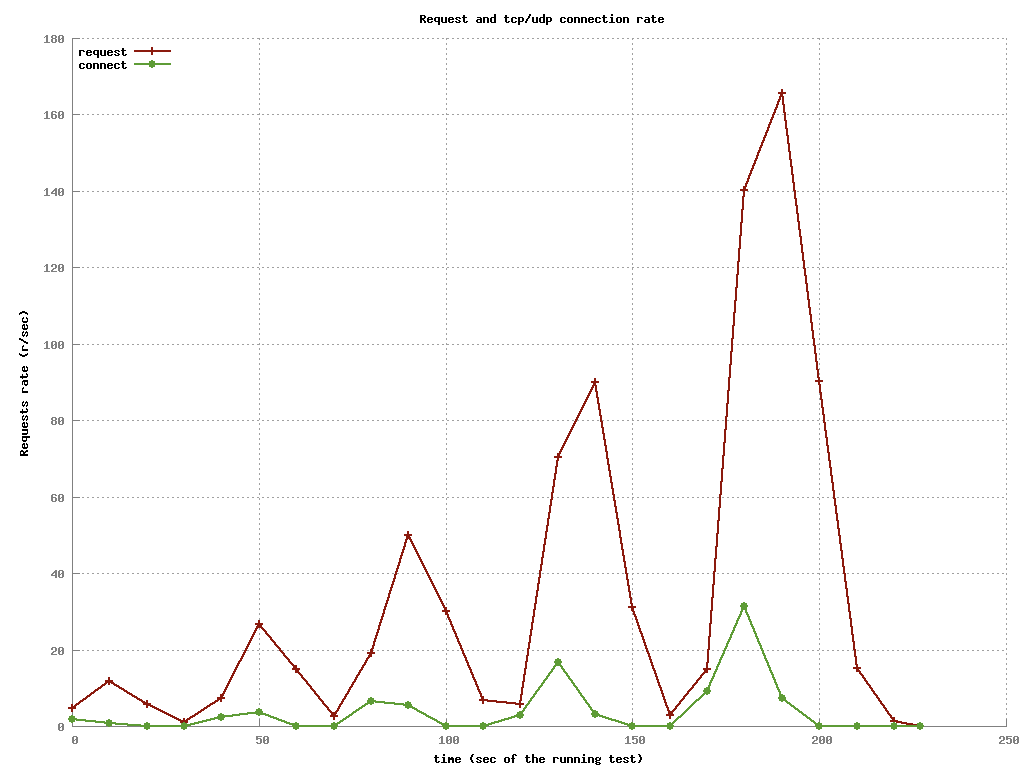 Request and tcp/udp connection rate
180
request
connect
160
140
120
100
80
60
40
20
0
Requests rate (r/sec)
0 50 100 150 200 250
time (sec of the running test)